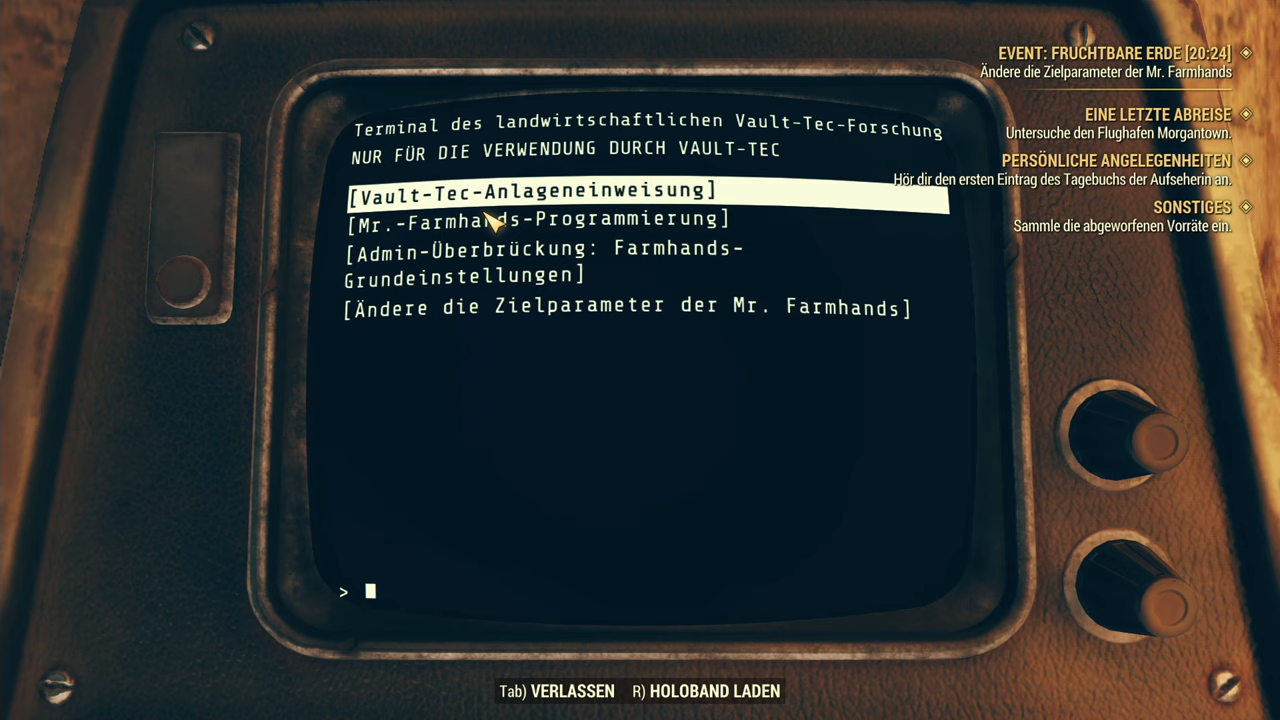 Terminal des landwirtschaftlichen Vault-Tec-Forschung
NUR FÜR DIE VERWENDUNG DURCH VAULT-TEC
[Vault-Tec-Anlageneinweisung]
[Mr.-Farmhands-Programmierung]
[Admin-Überbrückung: Farmhands-
Grundeinstellungen]
[Ändere die Zielparameter der Mr. Farmhands]
>
EVENT: FRUCHTBARE ERDE [20:24]
Ändere die Zielparameter der Mr. Farmhands
EINE LETZTE ABREISE
Untersuche den Flughafen Morgantown.
PERSÖNLICHE ANGELEGENHEITEN
Hör dir den ersten Eintrag des Tagebuchs der Aufseherin an.
SONSTIGES
Sammle die abgeworfenen Vorräte ein.
Tab) VERLASSEN R) HOLOBAND LADEN